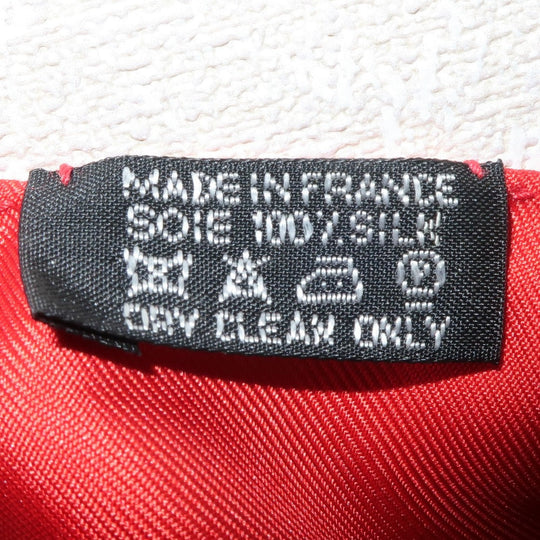 MADE IN FRANCE
SOIE 100% SILK
P
DRY CLEAN ONLY